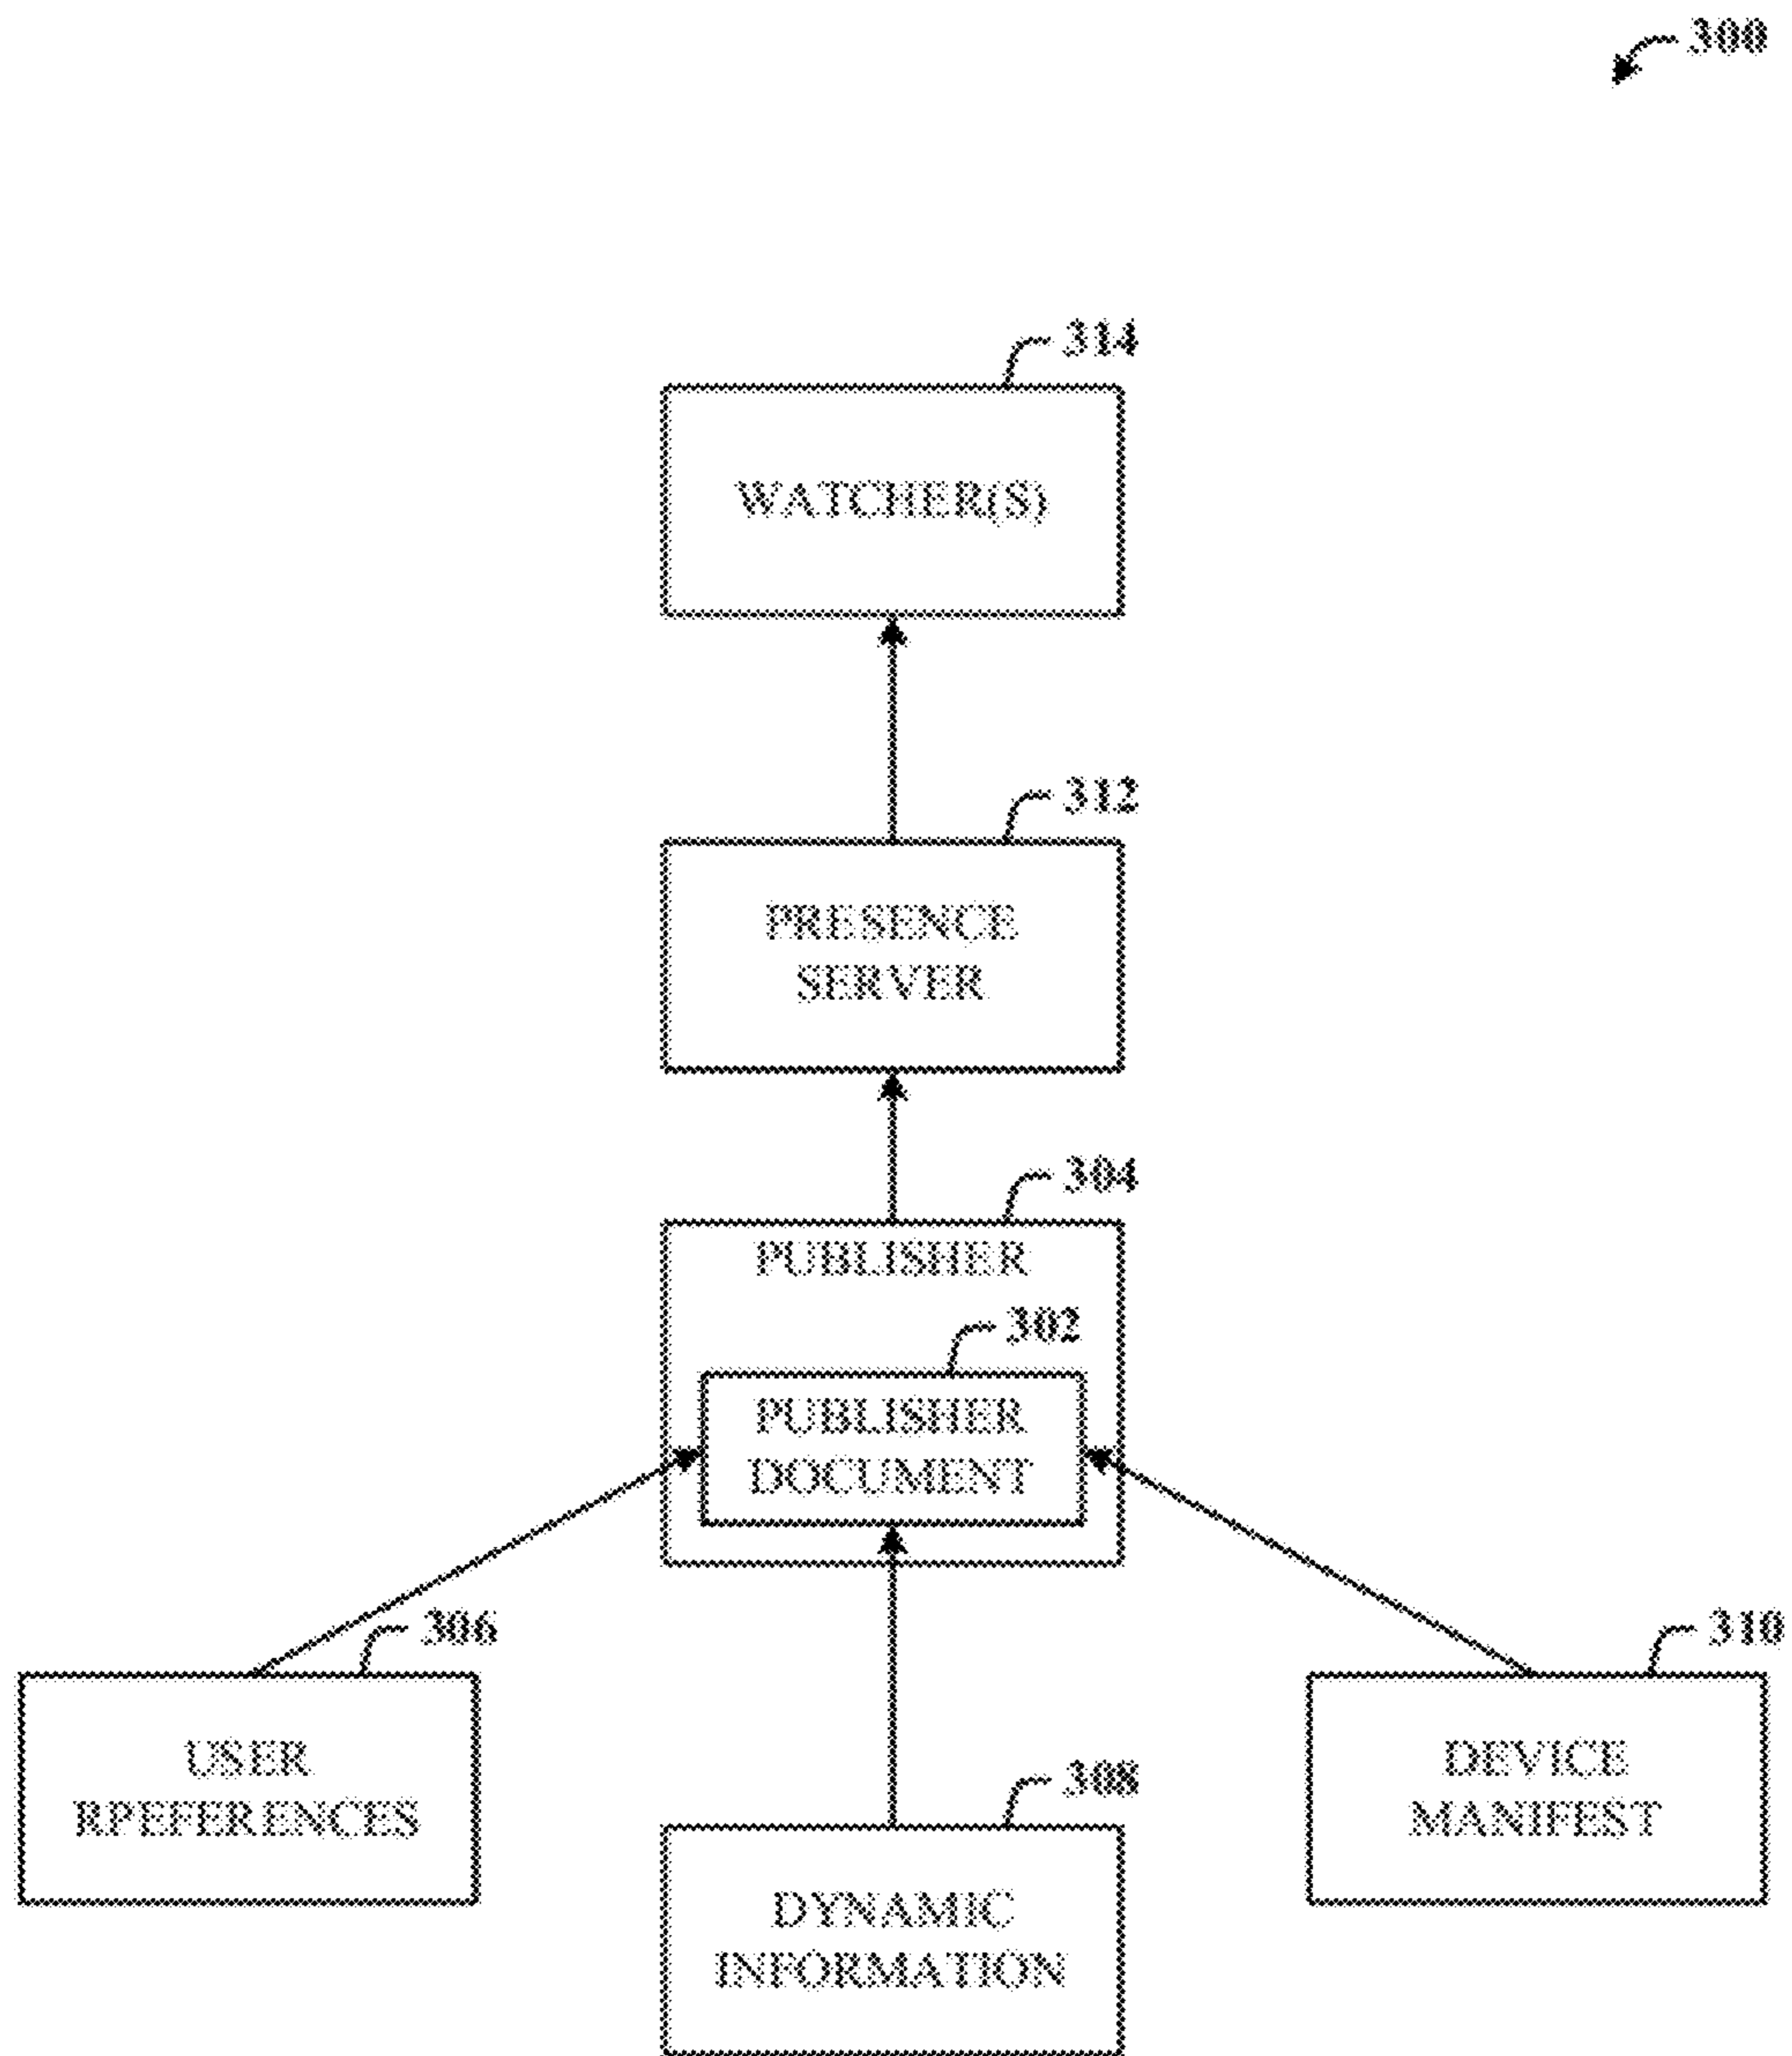 300
314
WATCHER(S)
312
PRESENCE
SERVER
304
PUBLISHER
302
PUBLISHER
DOCUMENT
306
USER
RPEFERENCES
310
DEVICE
MANIFEST
308
DYNAMIC
INFORMATION